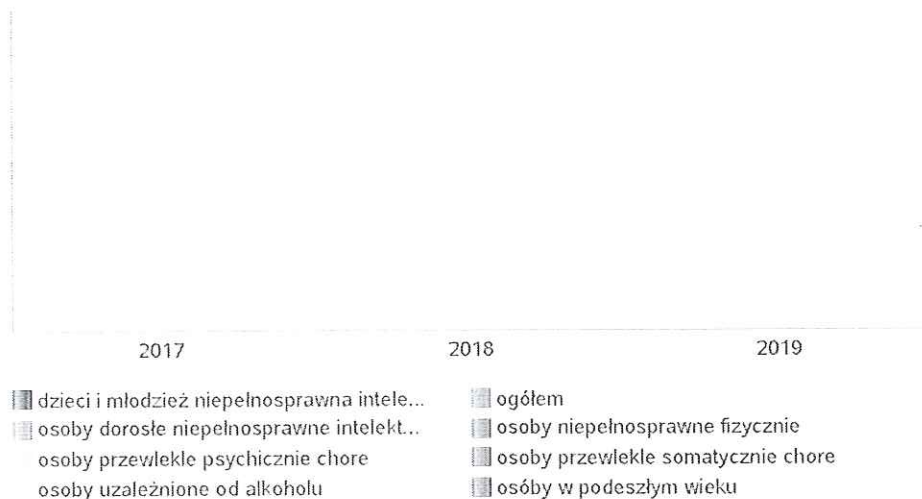 2017 2018 2019
dzieci i młodzież niepełnosprawna intele... ogółem
osoby dorosłe niepełnosprawne intelekt... osoby niepełnosprawne fizycznie
osoby przewlekle psychicznie chore osoby przewlekle somatycznie chore
osoby uzależnione od alkoholu osóby w podeszłym wieku